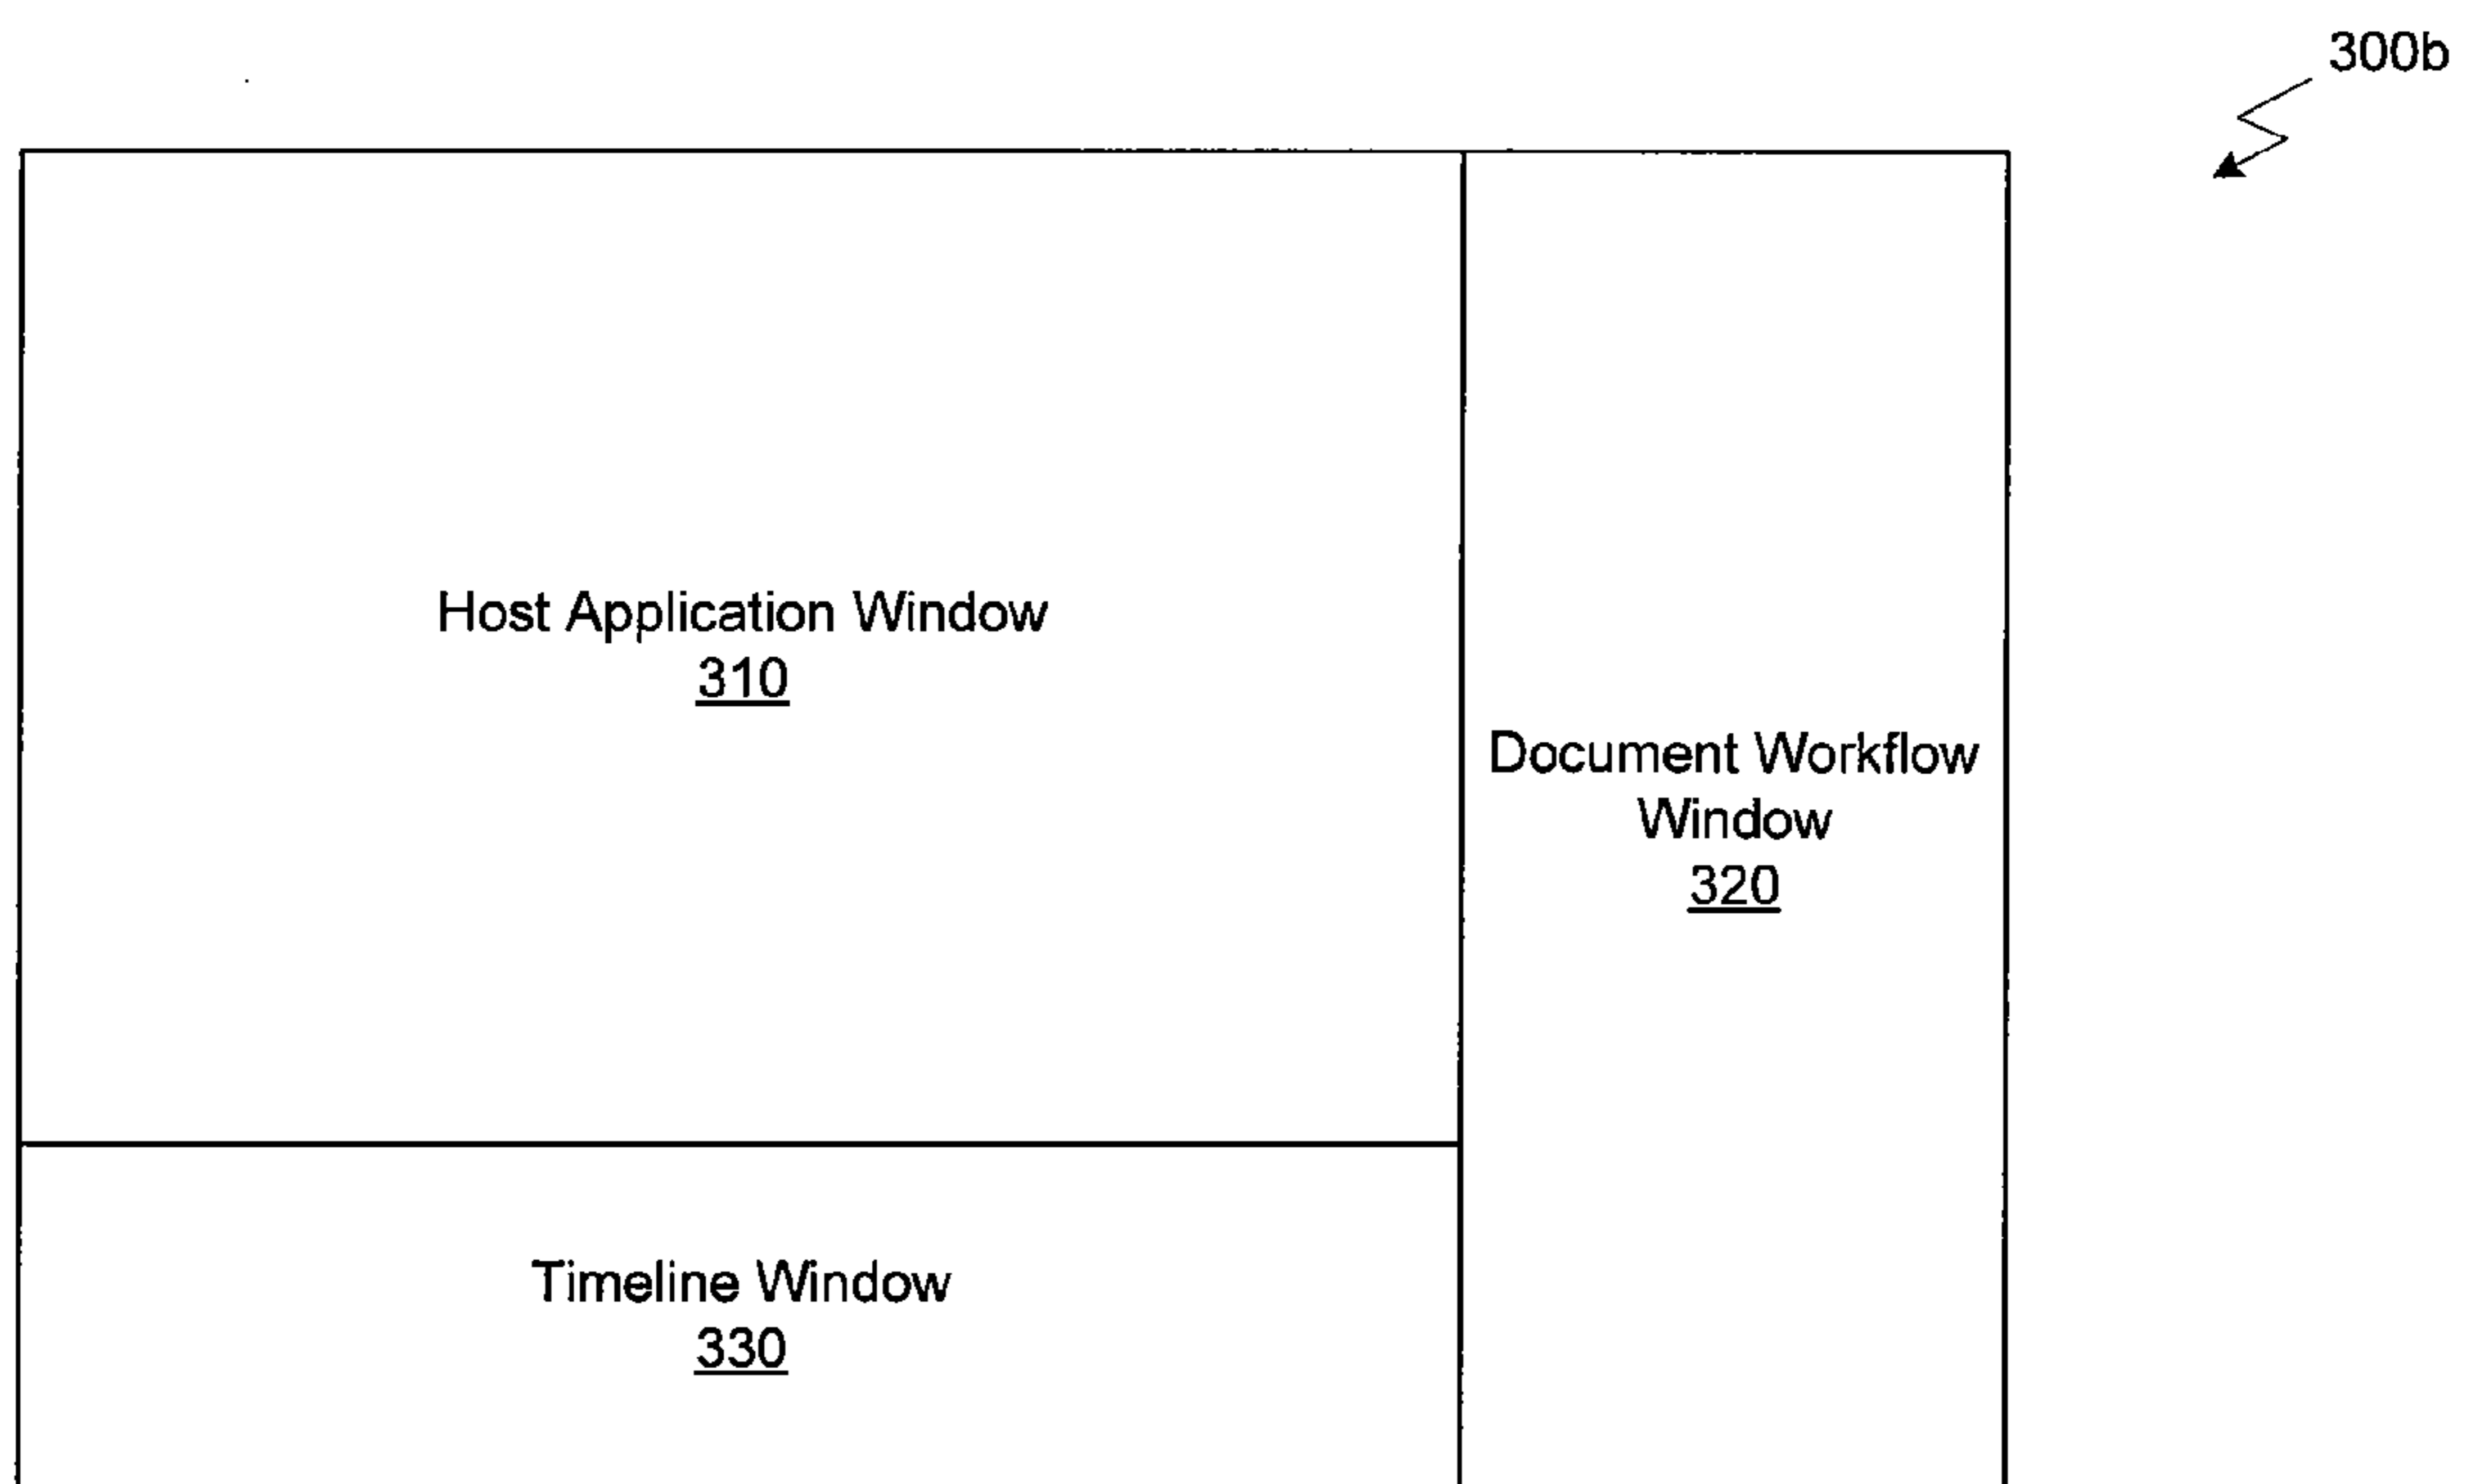 300b
Host Application Window
310
Document Workflow
Window
320
Timeline Window
330